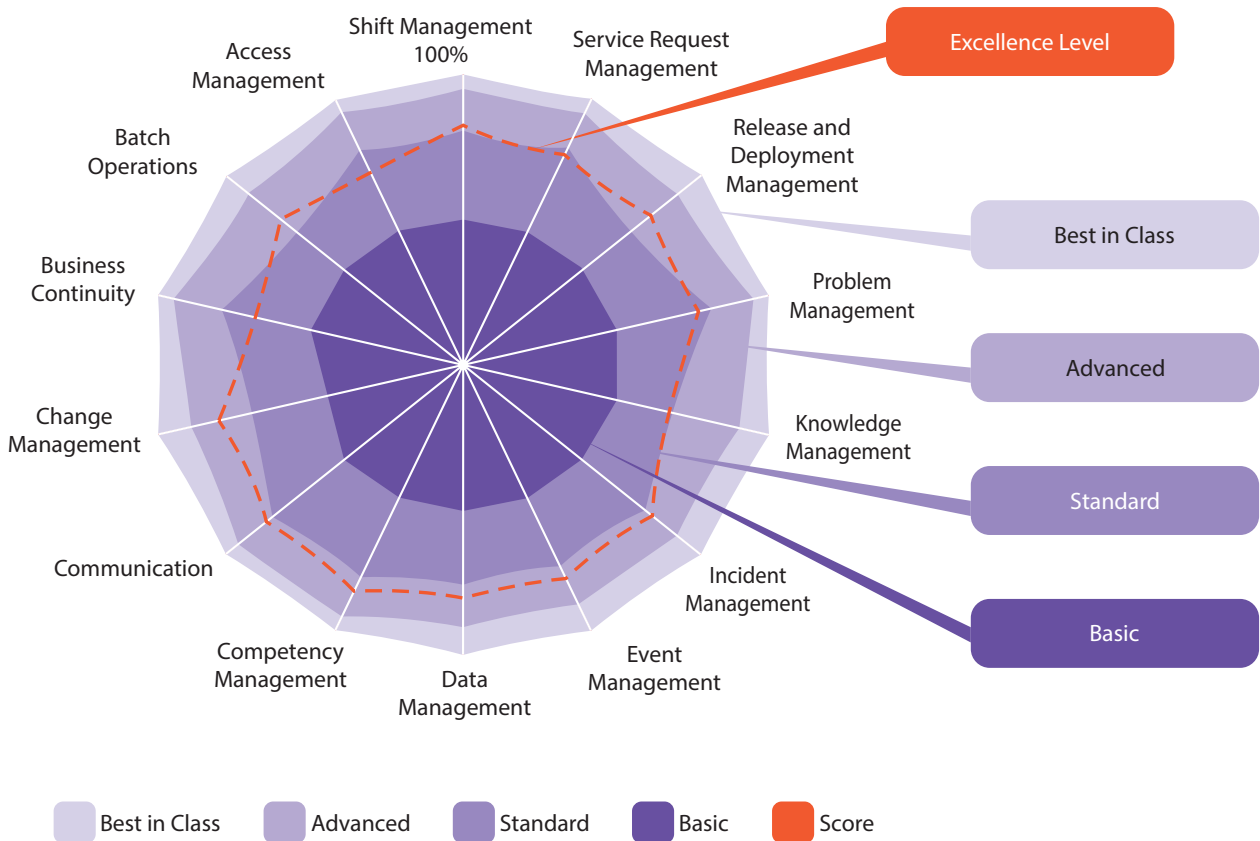 Shift Management
100%
Service Request
Management
Excellence Level
Access
Management
Release and
Deployment
Management
Batch
Operations
Best in Class
Business
Continuity
Problem
Management
Advanced
Change
Management
Knowledge
Management
Standard
Communication
Incident
Management
Basic
Competency
Management
Data
Management
Event
Management
Best in Class
Advanced
Standard
Basic
Score